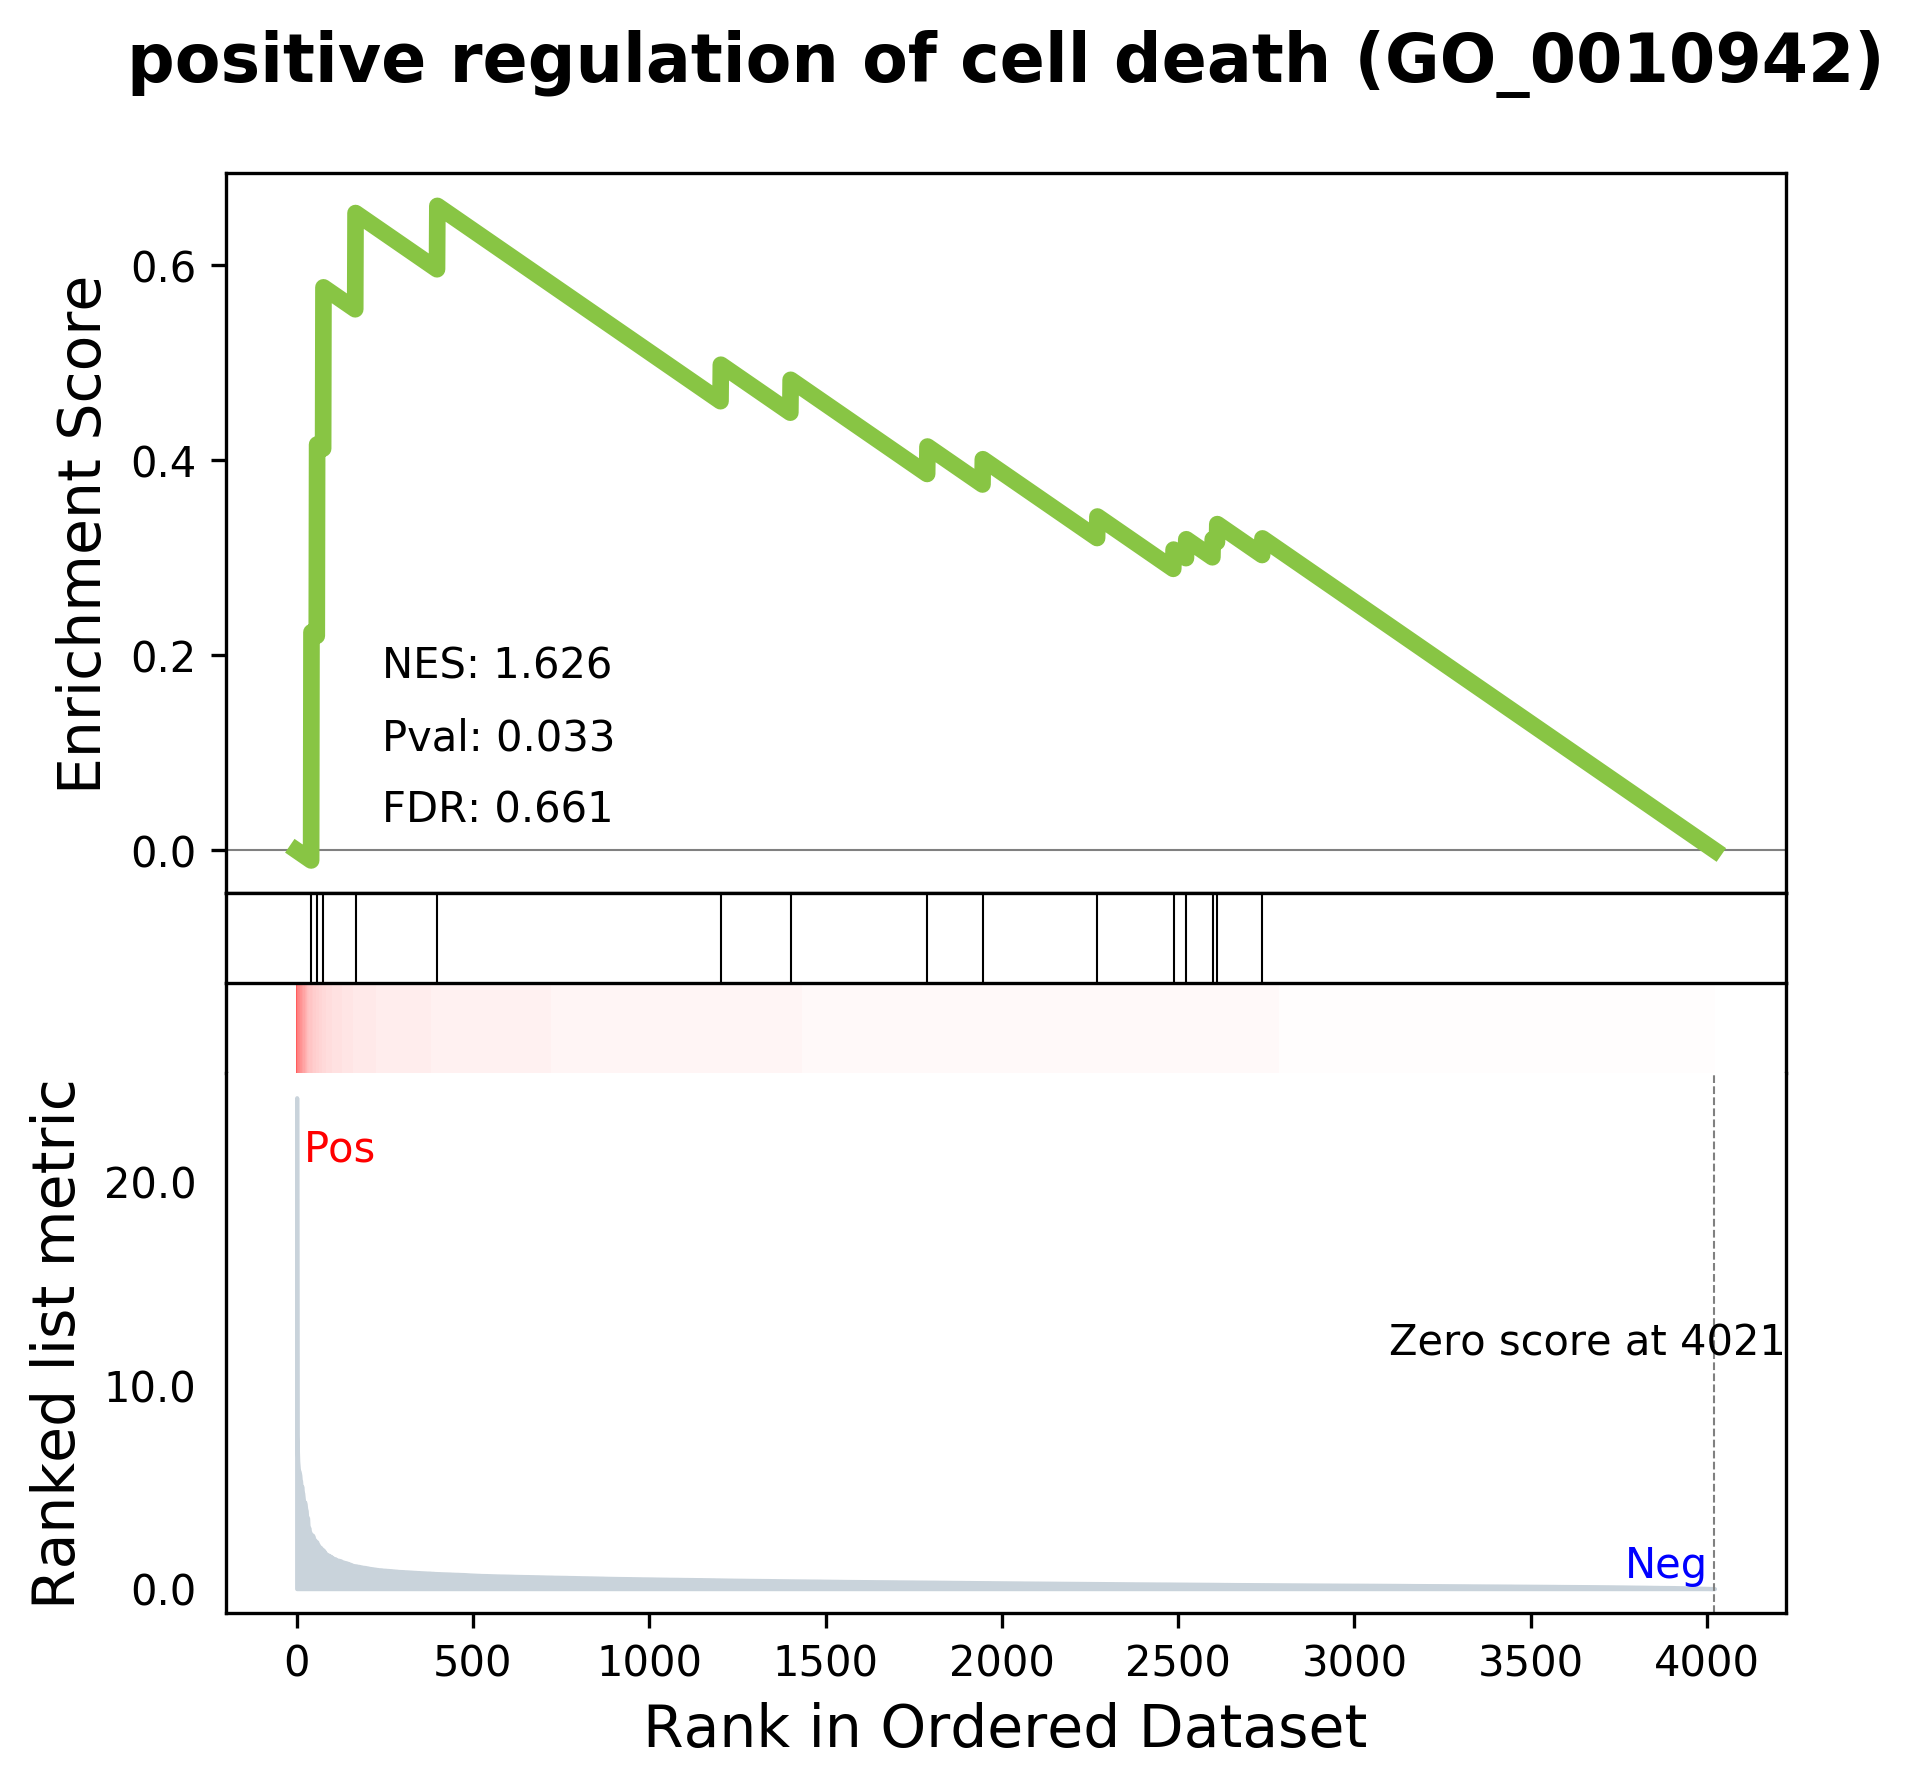 positive regulation of cell death (GO_0010942)
Enrichment Score
0.6
0.4
0.2
0.0
NES: 1.626
Pval: 0.033
FDR: 0.661
Ranked list metric
20.0
10.0
0.0
Pos
Zero score at 4021
Neg
0 500 1000 1500 2000 2500 3000 3500 4000
Rank in Ordered Dataset